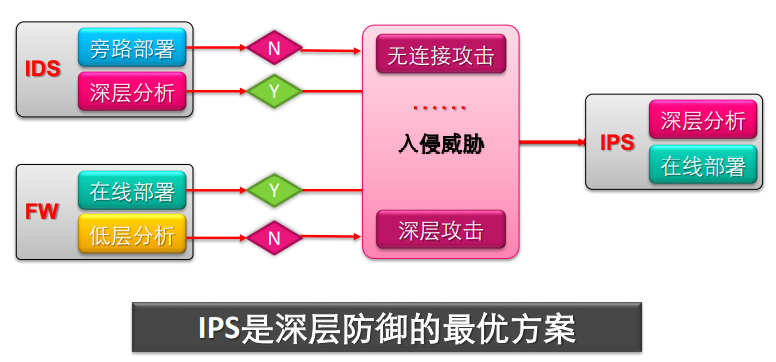 IDS
旁路部署
深层分析
N
Y
FW
在线部署
低层分析
Y
N
无连接攻击
......
入侵威胁
深层攻击
IPS
深层分析
在线部署
IPS是深层防御的最优方案